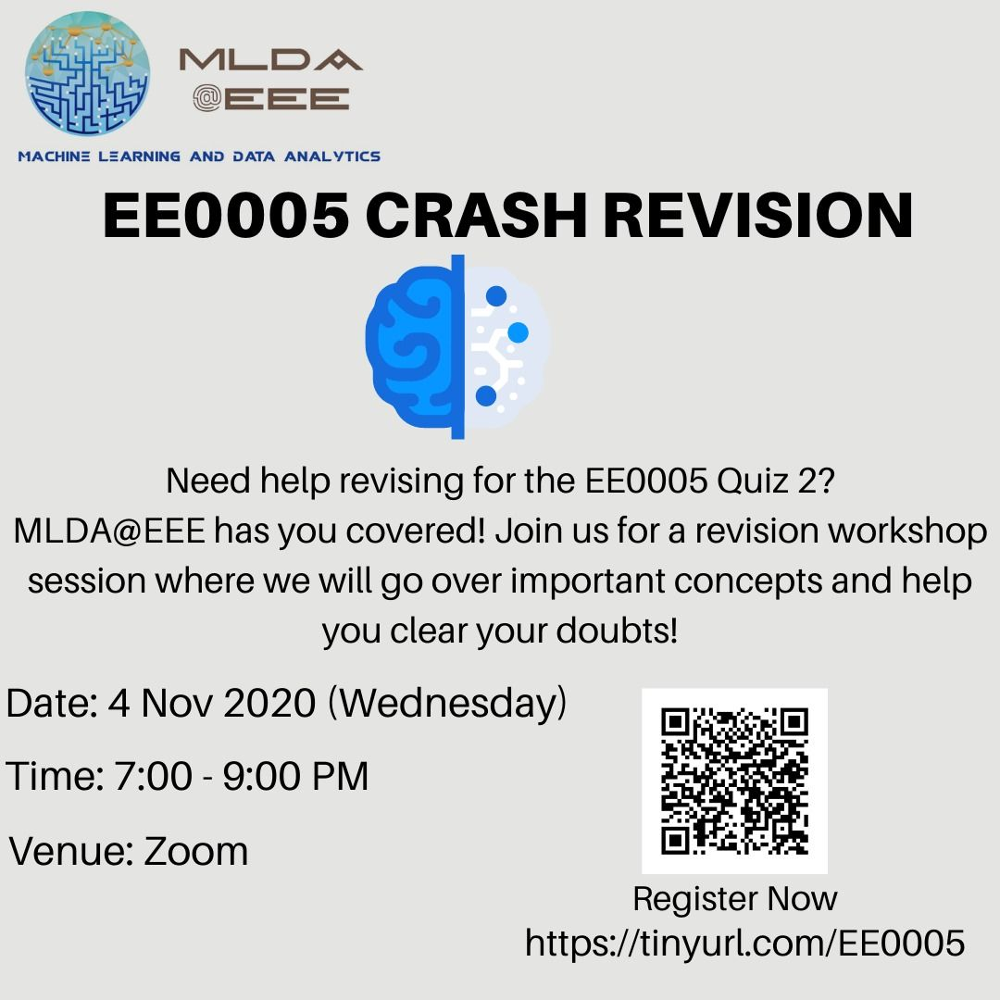 MLDA
@EEE
MACHINE LEARNING AND DATA ANALYTICS
EE0005 CRASH REVISION
Need help revising for the EE0005 Quiz 2?
MLDA@EEE has you covered! Join us for a revision workshop
session where we will go over important concepts and help
you clear your doubts!
Date: 4 Nov 2020 (Wednesday)
Time: 7:00 - 9:00 PM
Venue: Zoom
Register Now
https://tinyurl.com/EE0005